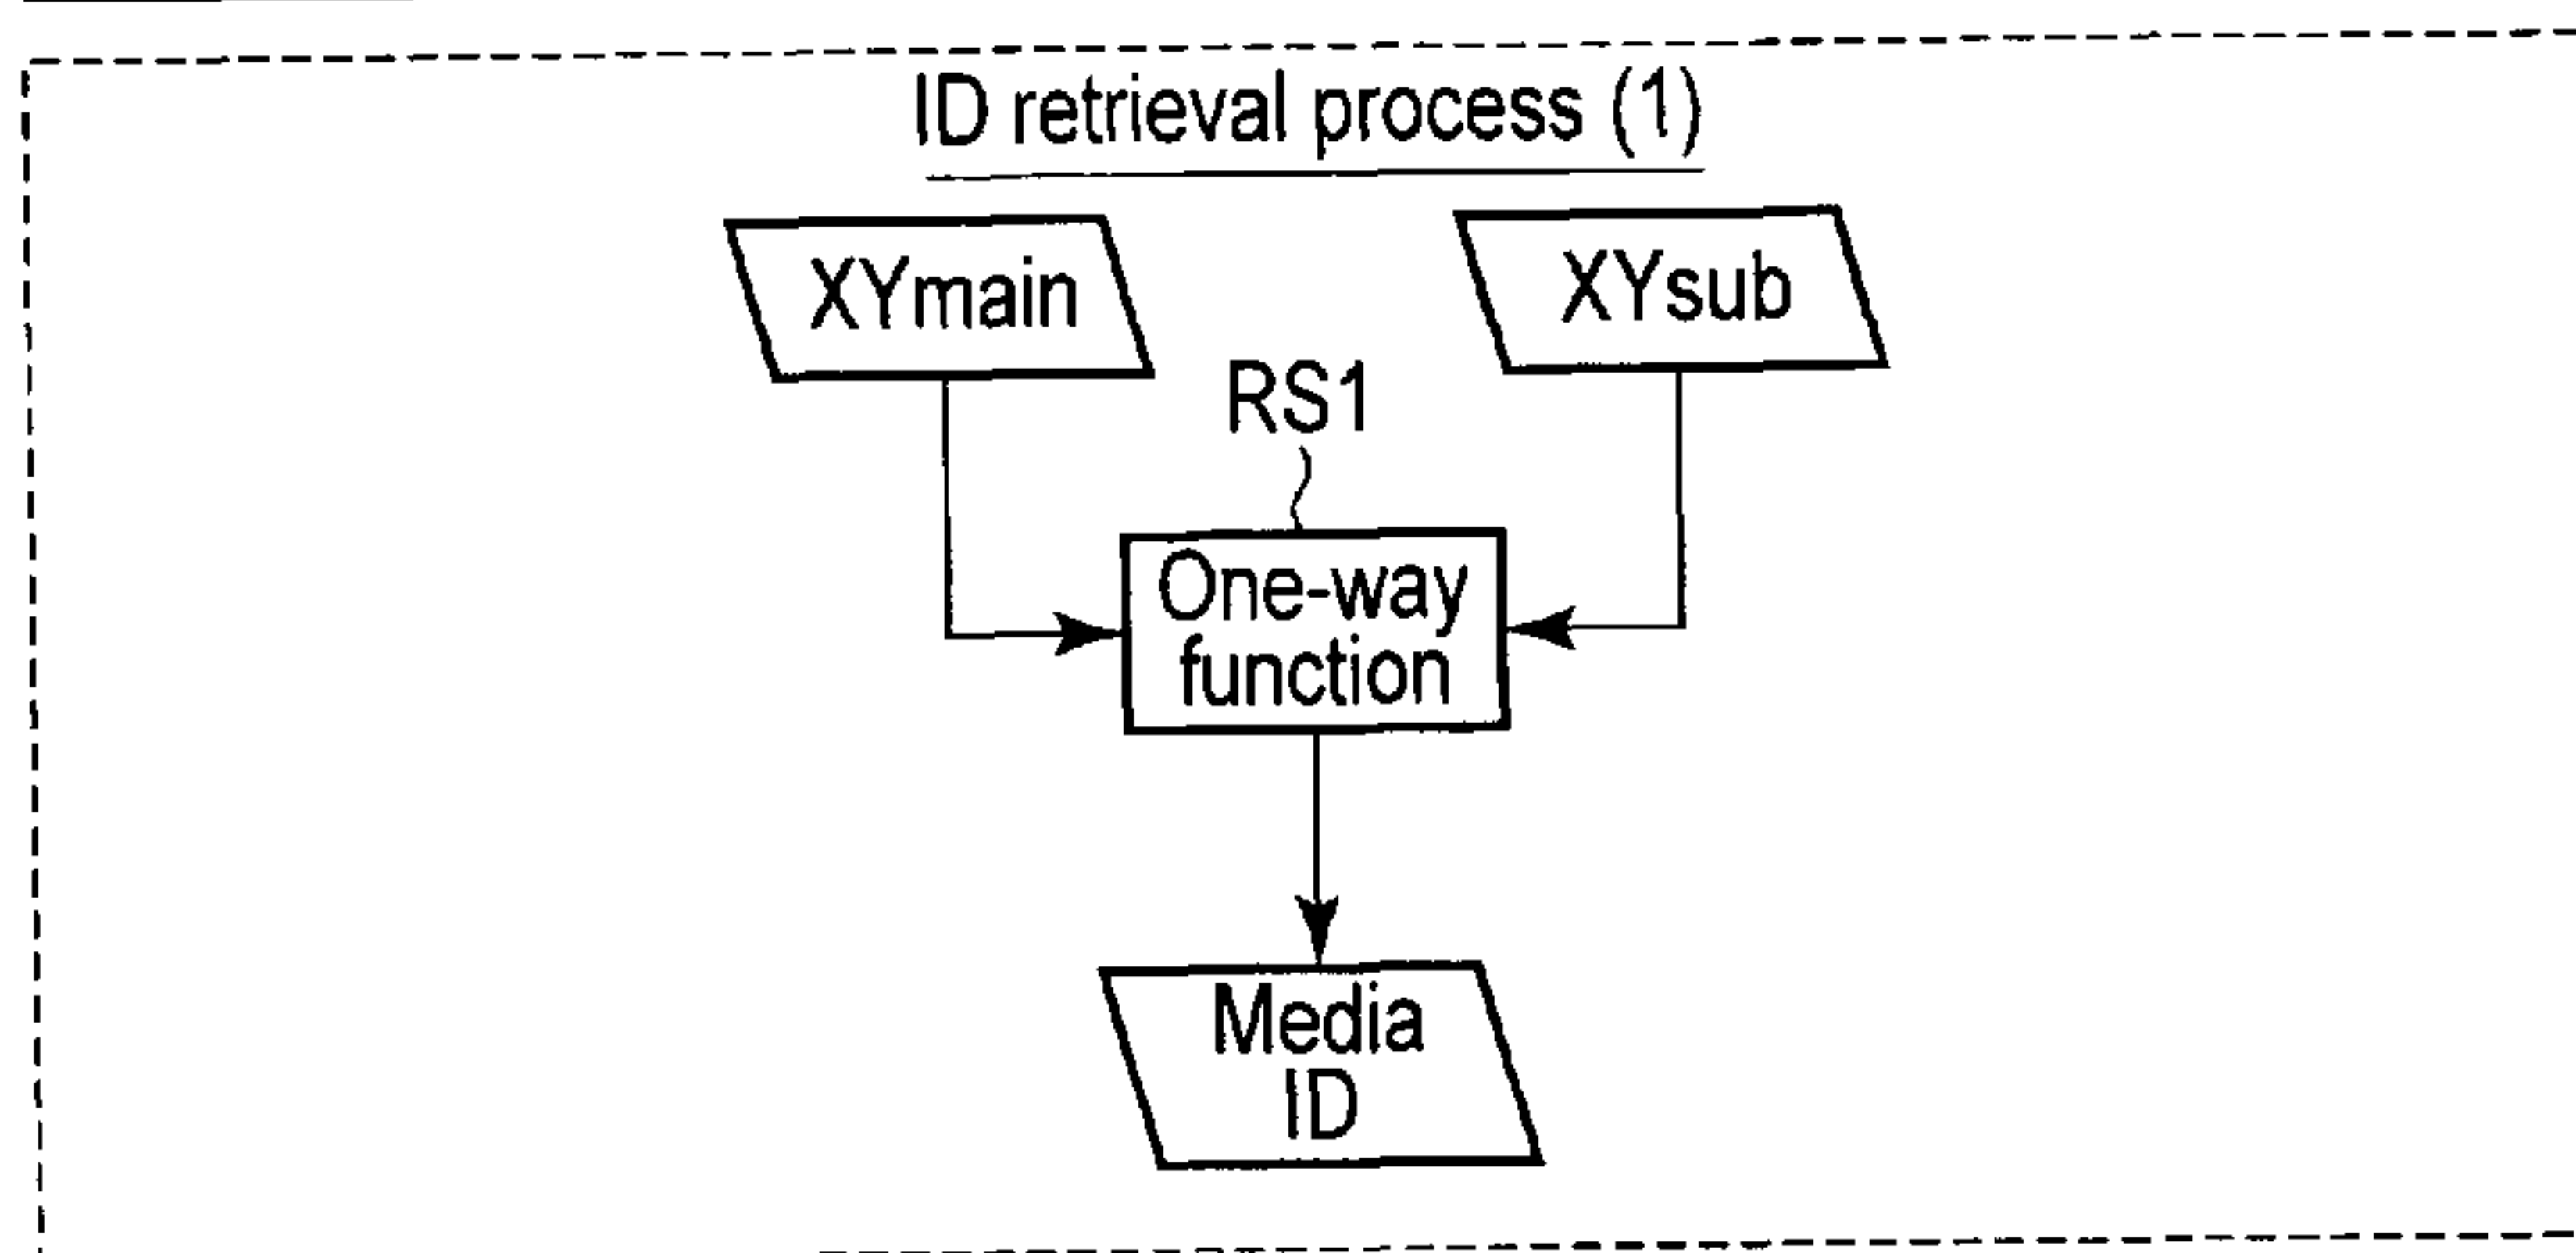 ID retrieval process (1)
XYmain
XYsub
RS1
One-way
function
Media
ID